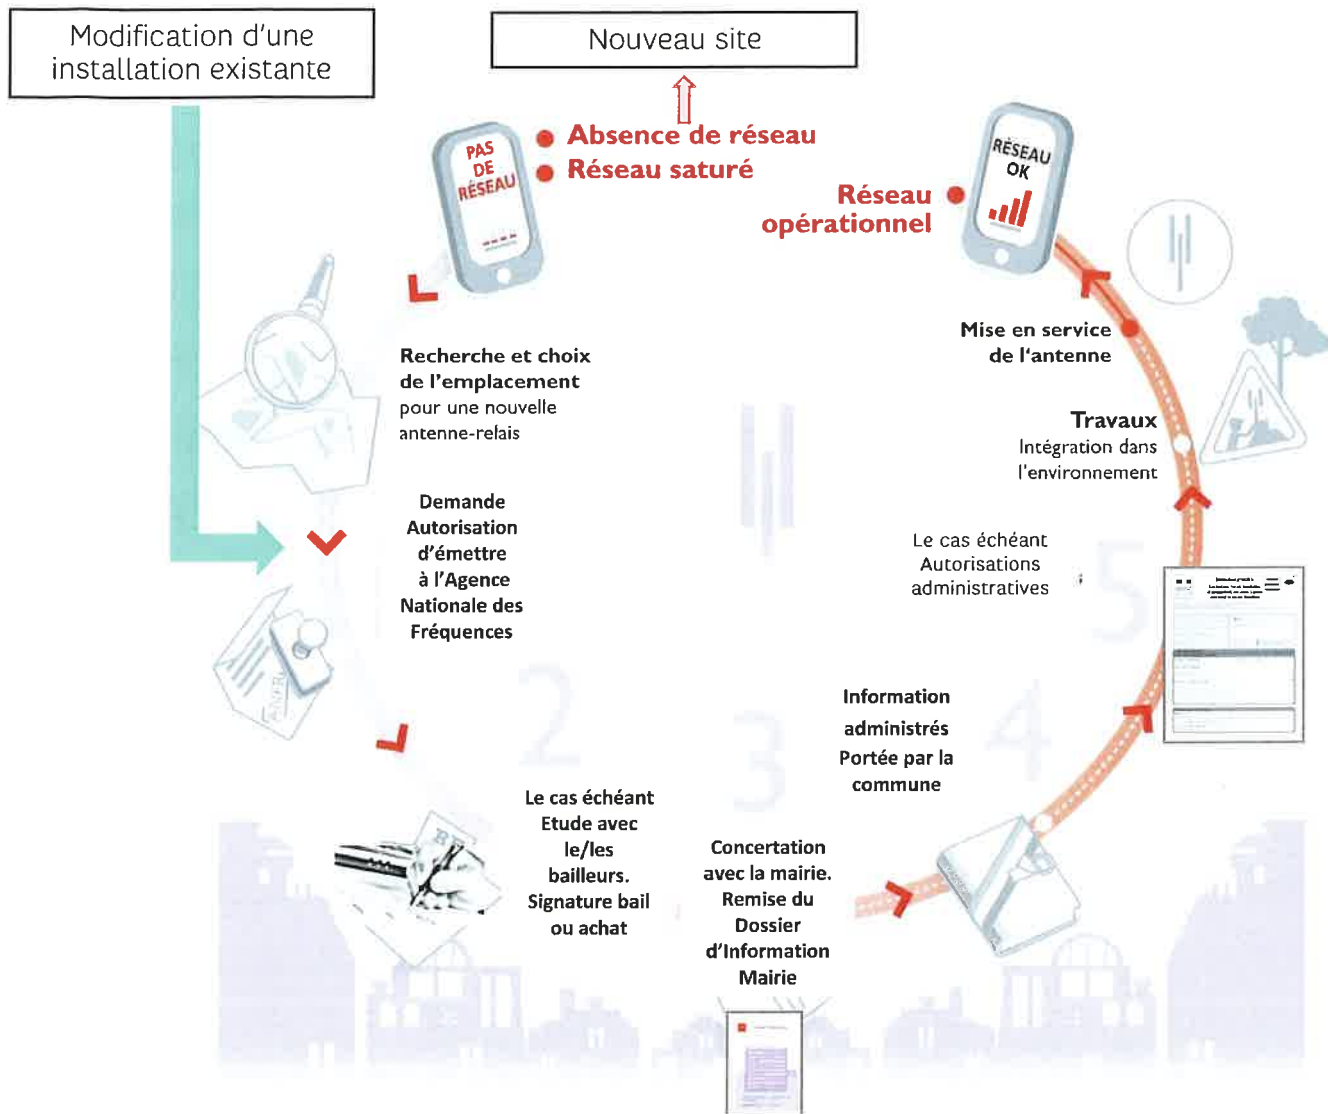 Modification d'une
installation existante
Nouveau site
Absence de réseau
Réseau saturé
PAS
DE
RÉSEAU
RÉSEAU
OK
Réseau
opérationnel
Recherche et choix
de l'emplacement
pour une nouvelle
antenne-relais
Mise en service
de l'antenne
Travaux
Intégration dans
l'environnement
Demande
Autorisation
d'émettre
à l'Agence
Nationale des
Fréquences
Le cas échéant
Autorisations
administratives
5
2
3
4
Information
administrés
Portée par la
commune
Le cas échéant
Etude avec
le/les
bailleurs.
Signature bail
ou achat
Concertation
avec la mairie.
Remise du
Dossier
d'Information
Mairie